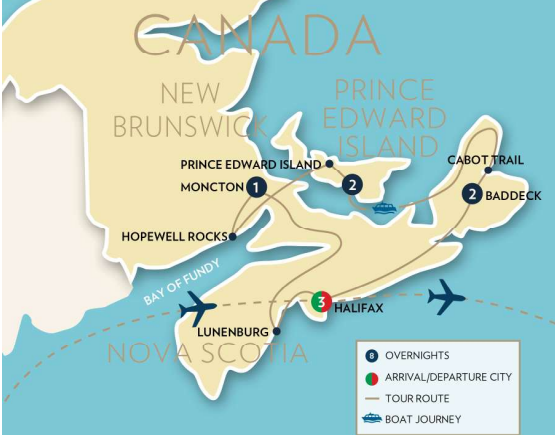 CANADA
NEW
BRUNSWICK
PRINCE
EDWARD
ISLAND
PRINCE EDWARD ISLAND
2
CABOT TRAIL
MONCTON 1
2 BADDECK
HOPEWELL ROCKS
BAY OF FUNDY
3 HALIFAX
LUNENBURG
NOVA SCOTIA
8 OVERNIGHTS
ARRIVAL/DEPARTURE CITY
TOUR ROUTE
BOAT JOURNEY